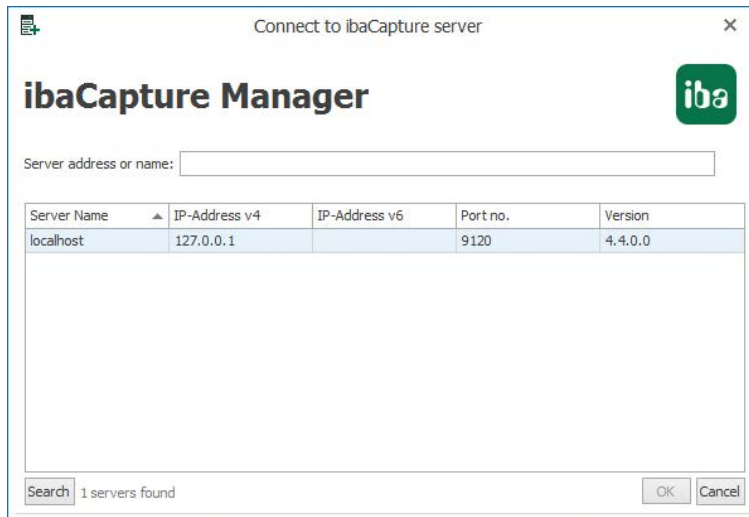 Connect to ibaCapture server
ibaCapture Manager
iba
Server address or name:
Server Name IP-Address v4 IP-Address v6 Port no. Version
localhost 127.0.0.1 9120 4.4.0.0
Search 1 servers found OK Cancel